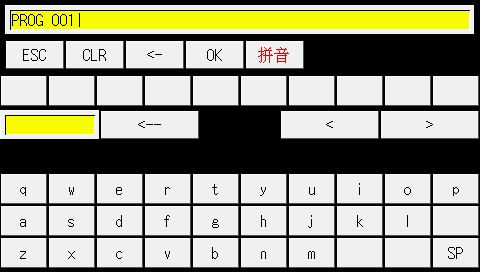 PROG 001
ESC CLR <- OK 拼音
<-- < >
q w e r t y u i o p
a s d f g h j k l
z x c v b n m SP